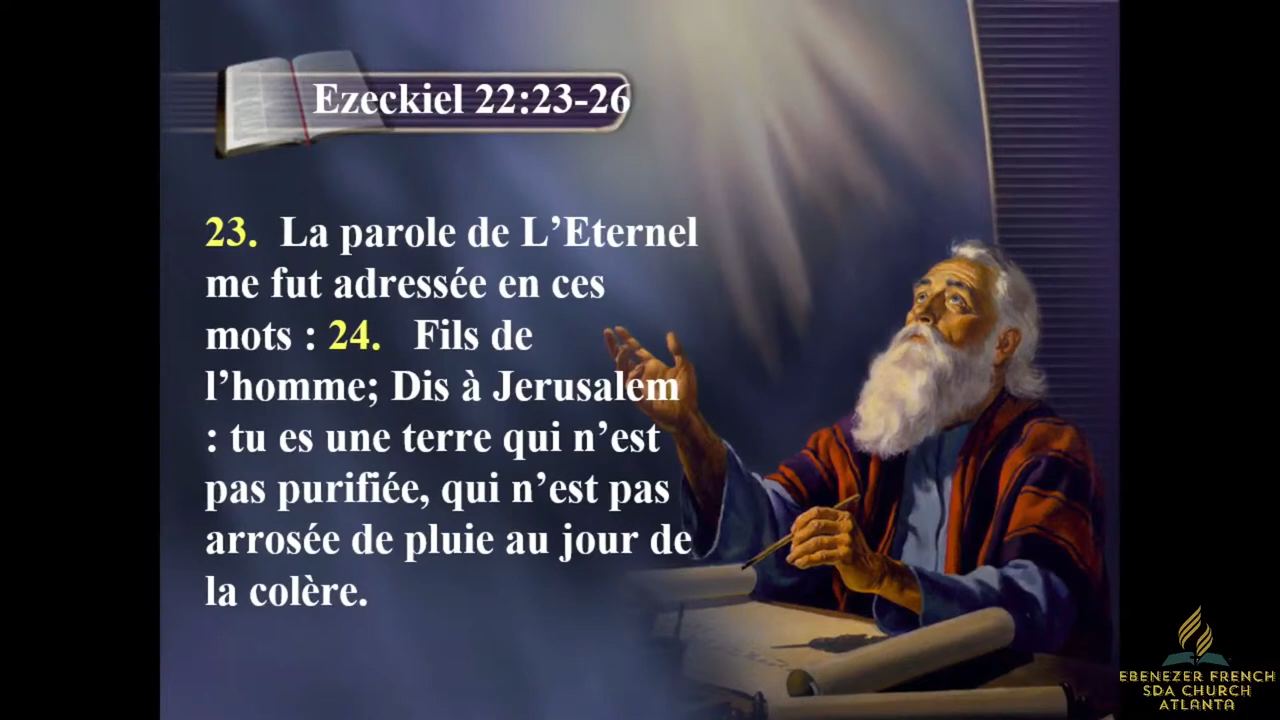 Ezeckiel 22:23-26
23. La parole de L’Eternel
me fut adressée en ces
mots : 24. Fils de
l’homme; Dis à Jerusalem
: tu es une terre qui n’est
pas purifiée, qui n’est pas
arrosée de pluie au jour de
la colère.
EBENEZER FRENCH
SDA CHURCH
ATLANTA